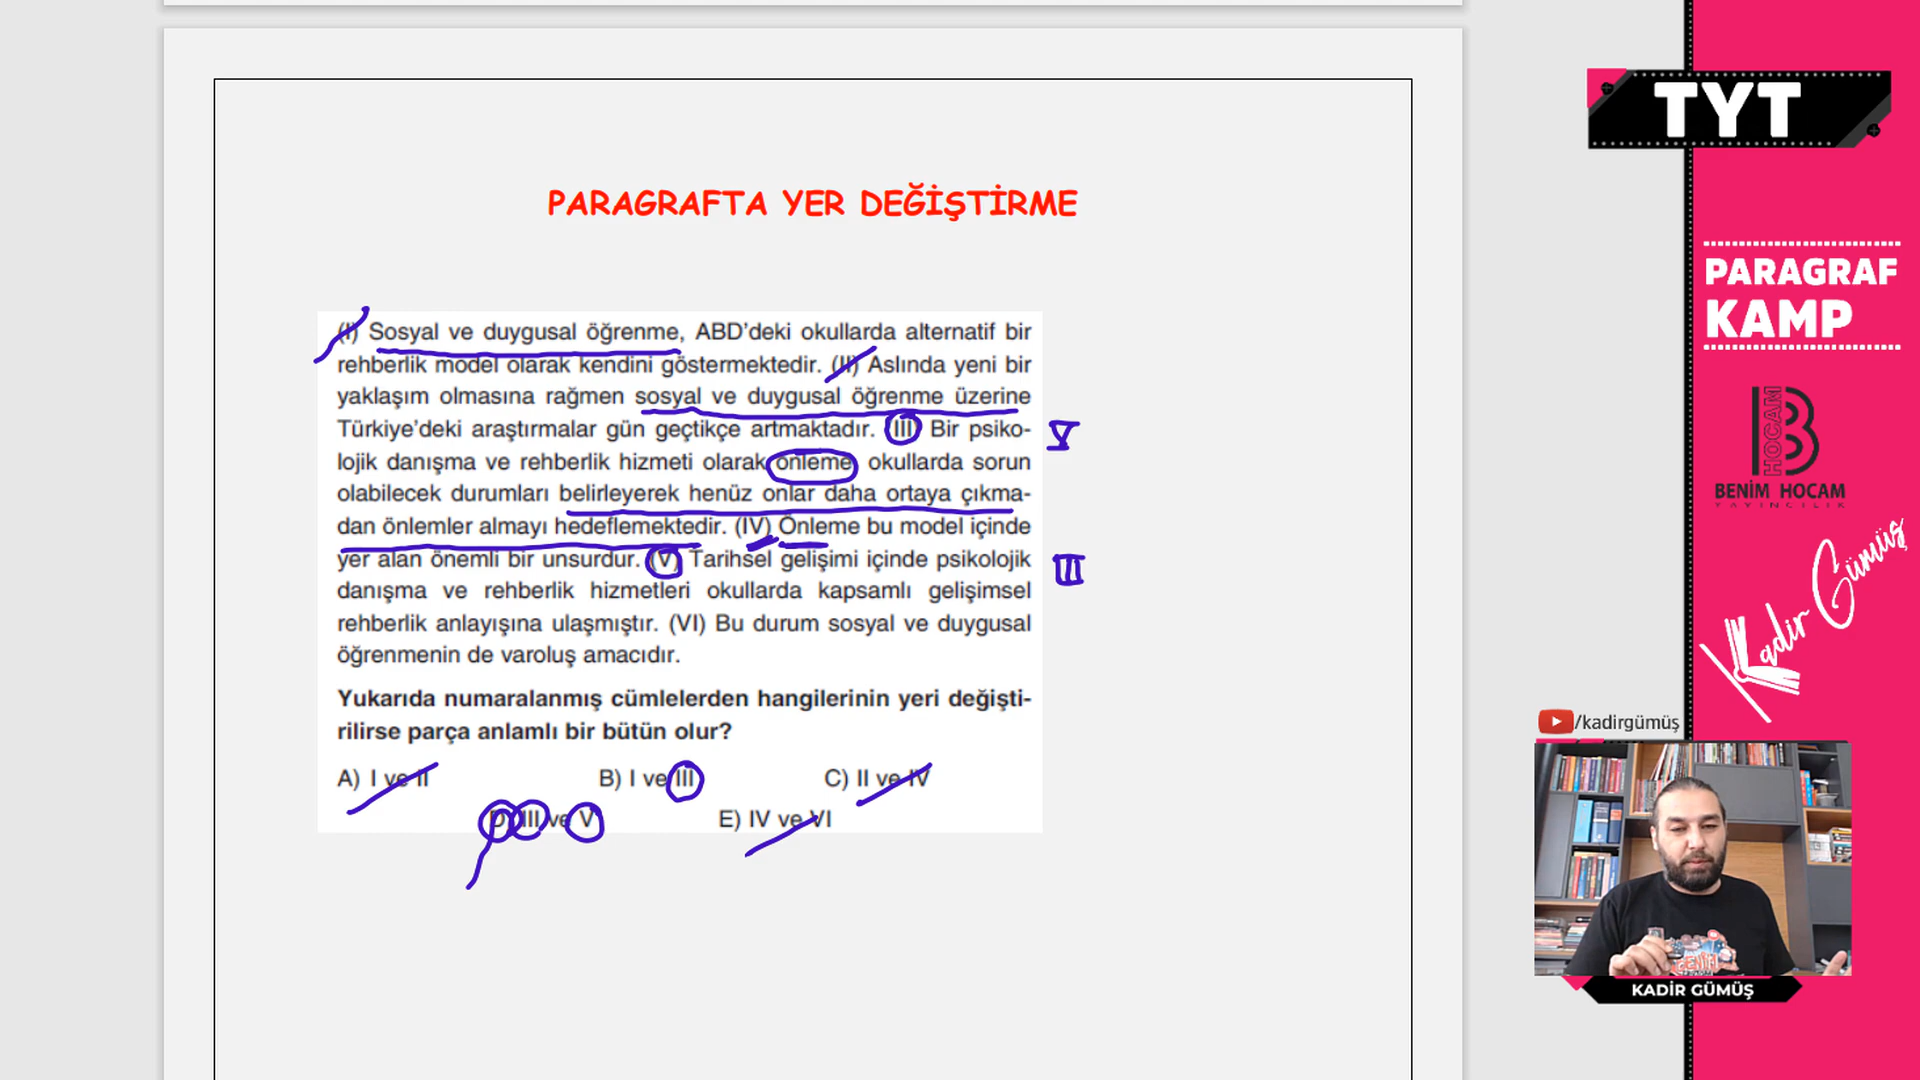 PARAGRAFTA YER DEĞİŞTİRME
(I) Sosyal ve duygusal öğrenme, ABD'deki okullarda alternatif bir
rehberlik model olarak kendini göstermektedir. (II) Aslında yeni bir
yaklaşım olmasına rağmen sosyal ve duygusal öğrenme üzerine
Türkiye'deki araştırmalar gün geçtikçe artmaktadır. (III) Bir psiko-
lojik danışma ve rehberlik hizmeti olarak önleme, okullarda sorun
olabilecek durumları belirleyerek henüz onlar daha ortaya çıkma-
dan önlemler almayı hedeflemektedir. (IV) Önleme bu model içinde
yer alan önemli bir unsurdur. (V) Tarihsel gelişimi içinde psikolojik
danışma ve rehberlik hizmetleri okullarda kapsamlı gelişimsel
rehberlik anlayışına ulaşmıştır. (VI) Bu durum sosyal ve duygusal
öğrenmenin de varoluş amacıdır.
V
III
Yukarıda numaralanmış cümlelerden hangilerinin yeri değişti-
rilirse parça anlamlı bir bütün olur?
A) I ve II
B) I ve III
C) II ve IV
D) III ve V
E) IV ve VI
TYT
PARAGRAF
KAMP
HOCAM
BENİM HOCAM
YAYINCILIK
Kadir Gümüş
/kadirgümüş
KADİR GÜMÜŞ